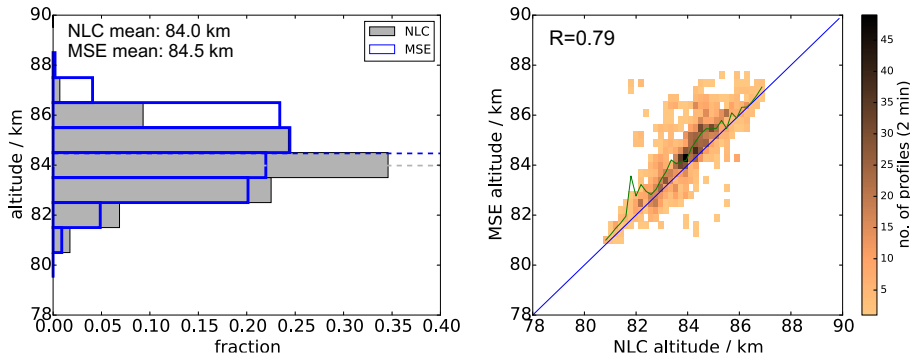 NLC mean: 84.0 km
MSE mean: 84.5 km
NLC
MSE
altitude / km
88
86
84
82
80
78
0.00 0.05 0.10 0.15 0.20 0.25 0.30 0.35 0.40
fraction
R=0.79
MSE altitude / km
88
86
84
82
80
78
78 80 82 84 86 88 90
NLC altitude / km
45
40
35
30
25
20
15
10
5
no. of profiles (2 min)